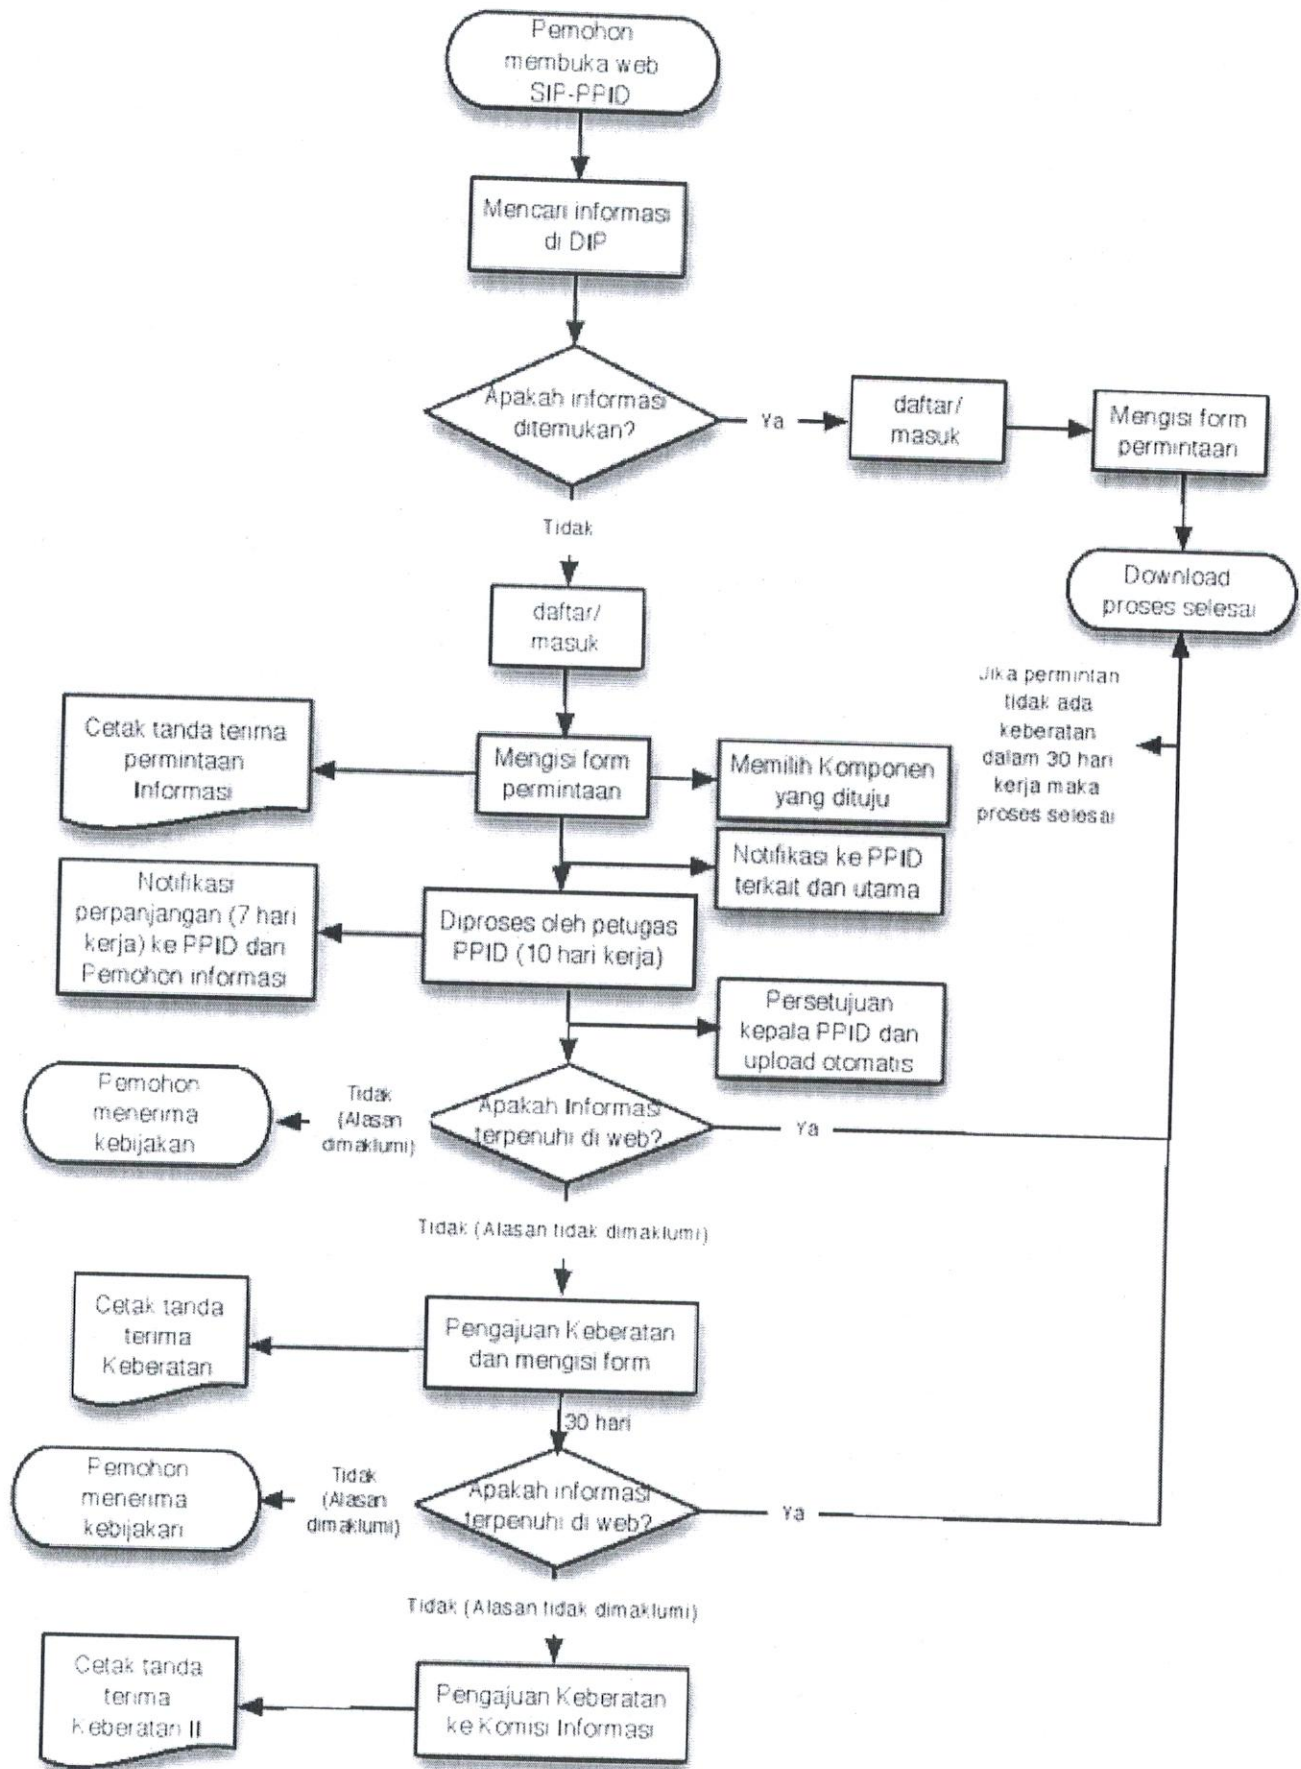 Pemohon
membuka web
SIP-PPID
Mencari informasi
di DIP
Apakah informasi
ditemukan?
Ya
daftar/
masuk
Mengisi form
permintaan
Download
proses selesai
Tidak
daftar/
masuk
Jika permintan
tidak ada
keberatan
dalam 30 hari
kerja maka
proses selesai
Cetak tanda terima
permintaan
Informasi
Mengisi form
permintaan
Memilih Komponen
yang dituju
Notifikasi ke PPID
terkait dan utama
Notifikasi
perpanjangan (7 hari
kerja) ke PPID dan
Pemohon informasi
Diproses oleh petugas
PPID (10 hari kerja)
Persetujuan
kepala PPID dan
upload otomatis
Pemohon
menerima
kebijakan
Tidak
(Alasan
dimaklumi)
Apakah Informasi
terpenuhi di web?
Ya
Tidak (Alasan tidak dimaklumi)
Cetak tanda
terima
Keberatan
Pengajuan Keberatan
dan mengisi form
30 hari
Pemohon
menerima
kebijakan
Tidak
(Alasan
dimaklumi)
Apakah informasi
terpenuhi di web?
Ya
Tidak (Alasan tidak dimaklumi)
Cetak tanda
terima
Keberatan II
Pengajuan Keberatan
ke Komisi Informasi